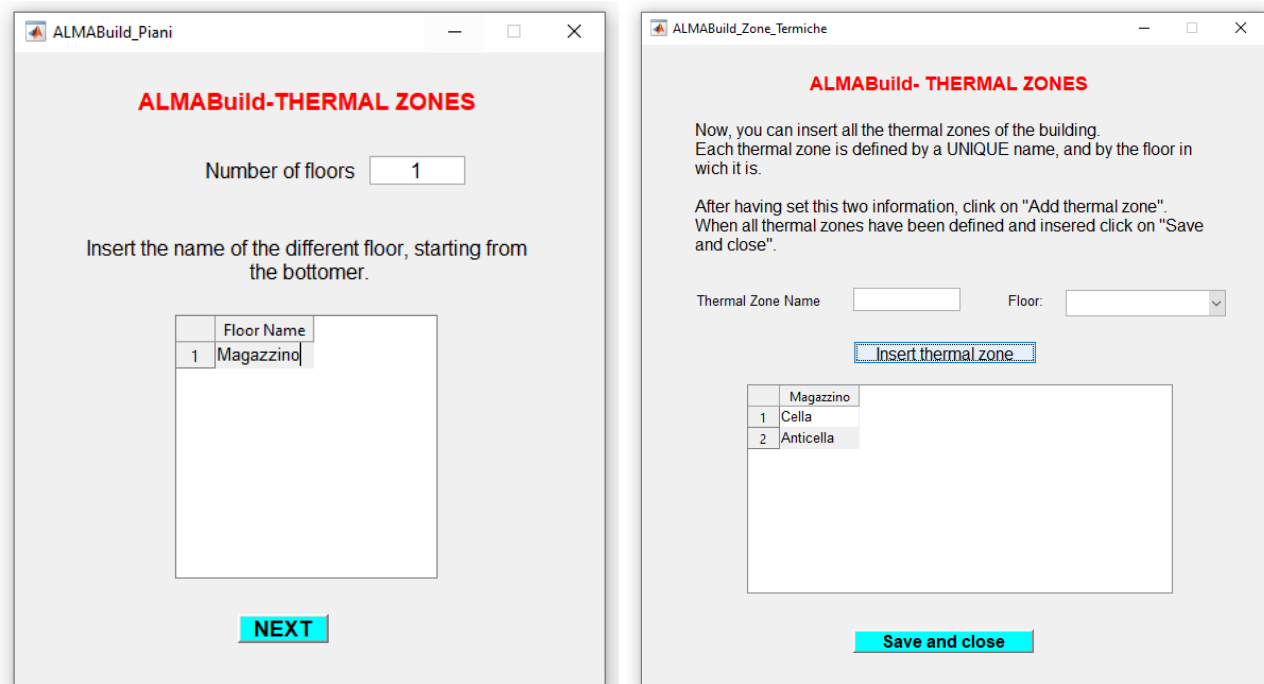 ALMABuild_Piani
ALMABuild-THERMAL ZONES
Number of floors 1
Insert the name of the different floor, starting from
the bottomer.
Floor Name
1 Magazzino
NEXT
ALMABuild_Zone_Termiche
ALMABuild- THERMAL ZONES
Now, you can insert all the thermal zones of the building.
Each thermal zone is defined by a UNIQUE name, and by the floor in
wich it is.
After having set this two information, clink on "Add thermal zone".
When all thermal zones have been defined and insered click on "Save
and close".
Thermal Zone Name Floor:
Insert thermal zone
Magazzino
1 Cella
2 Anticella
Save and close